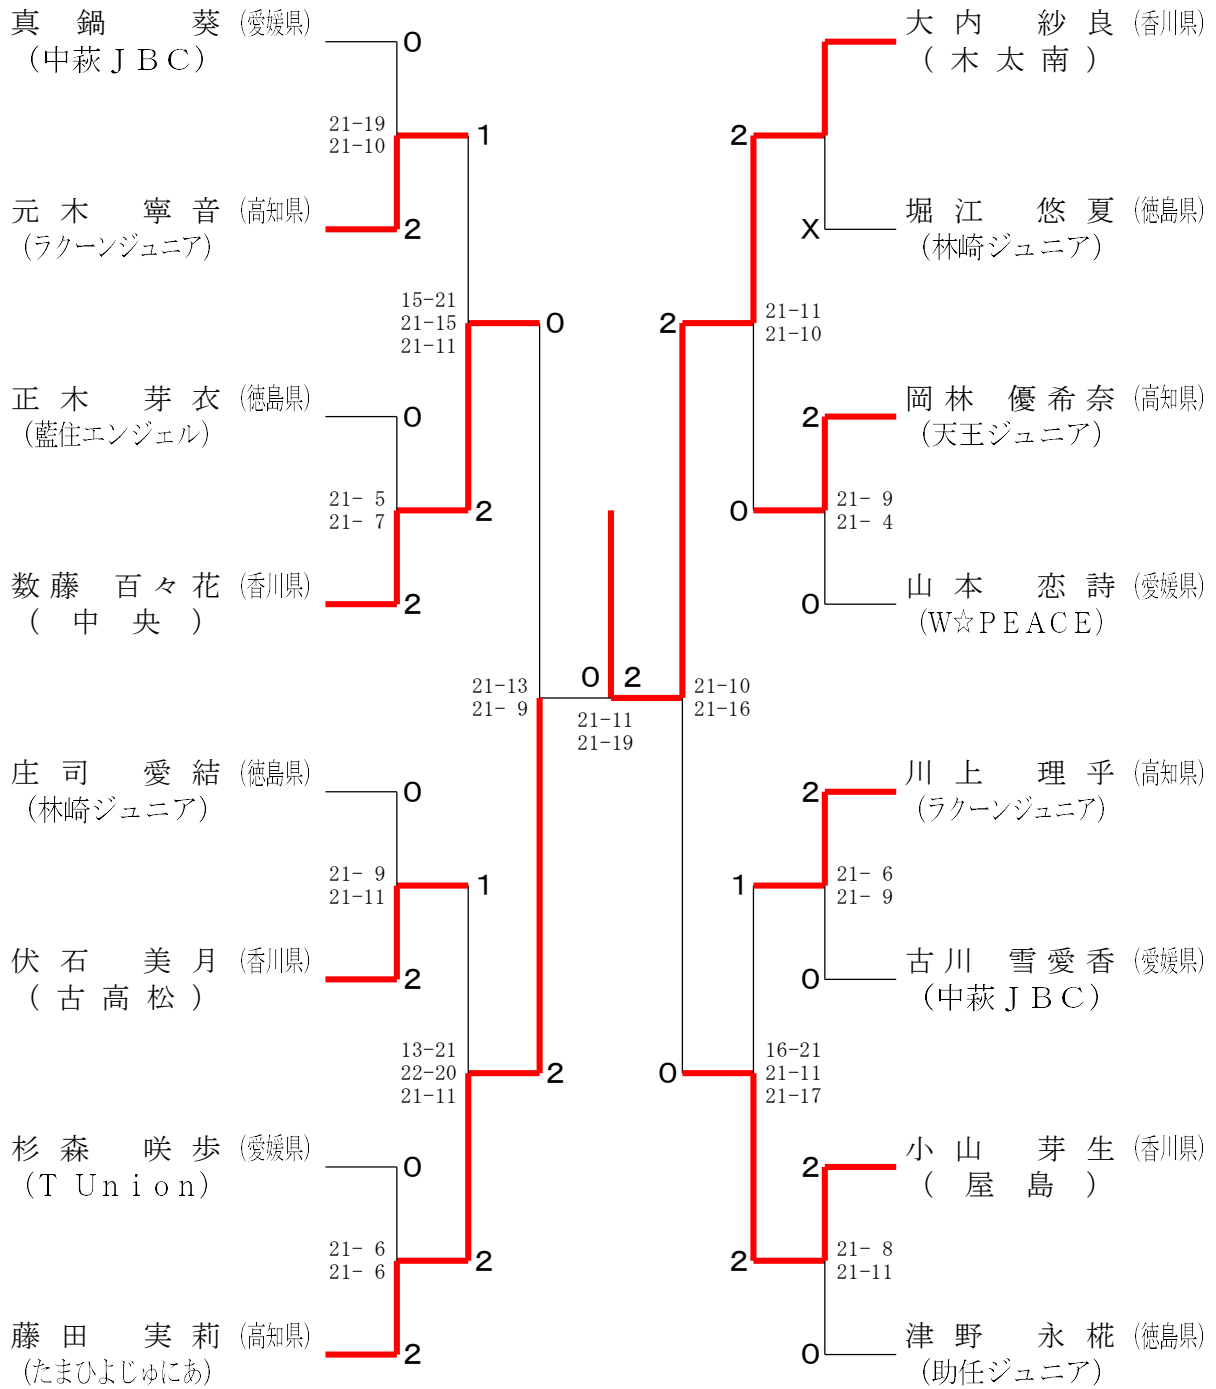 真鍋 葵 (愛媛県)
(中萩ＪＢＣ)
0
21-19
21-10
1
元木 寧音 (高知県)
(ラクーンジュニア)
2
15-21
21-15
21-11
0
正木 芽衣 (徳島県)
(藍住エンジェル)
0
21- 5
21- 7
2
数藤 百々花 (香川県)
(中央)
2
21-13
21- 9
庄司 愛結 (徳島県)
(林崎ジュニア)
0
21- 9
21-11
1
伏石 美月 (香川県)
(古高松)
2
13-21
22-20
21-11
2
杉森 咲歩 (愛媛県)
(T Union)
0
21- 6
21- 6
2
藤田 実莉 (高知県)
(たまひよじゅにあ)
2
0 2
21-11
21-19
大内 紗良 (香川県)
(木太南)
2
堀江 悠夏 (徳島県)
(林崎ジュニア)
X
2
21-11
21-10
岡林 優希奈 (高知県)
(天王ジュニア)
2
0
21- 9
21- 4
山本 恋詩 (愛媛県)
(W☆PEACE)
0
21-10
21-16
川上 理乎 (高知県)
(ラクーンジュニア)
2
1
21- 6
21- 9
古川 雪愛香 (愛媛県)
(中萩ＪＢＣ)
0
0
16-21
21-11
21-17
小山 芽生 (香川県)
(屋島)
2
2
21- 8
21-11
津野 永椛 (徳島県)
(助任ジュニア)
0